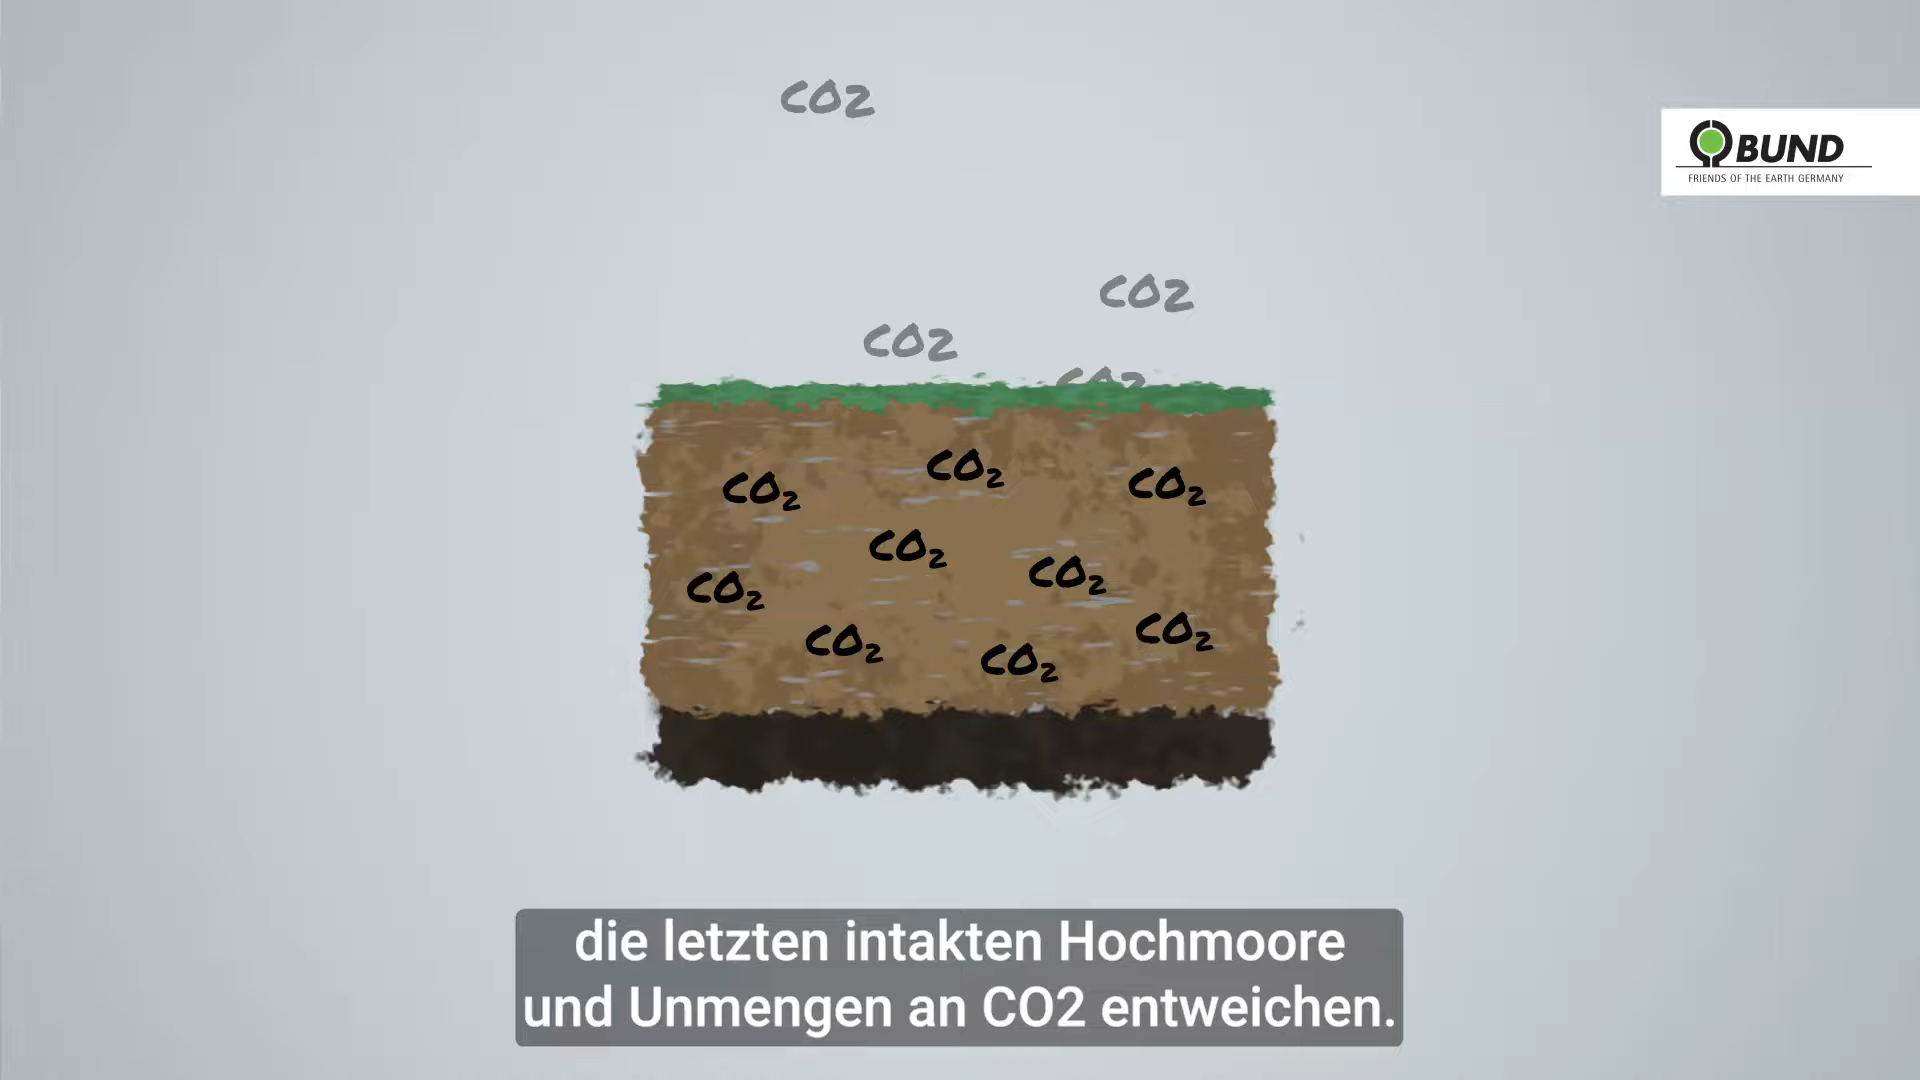 CO2
BUND
FRIENDS OF THE EARTH GERMANY
CO2
CO2
CO2
CO₂
CO₂
CO₂
CO₂
CO₂
CO₂
CO₂
CO₂
CO₂
die letzten intakten Hochmoore
und Unmengen an CO2 entweichen.